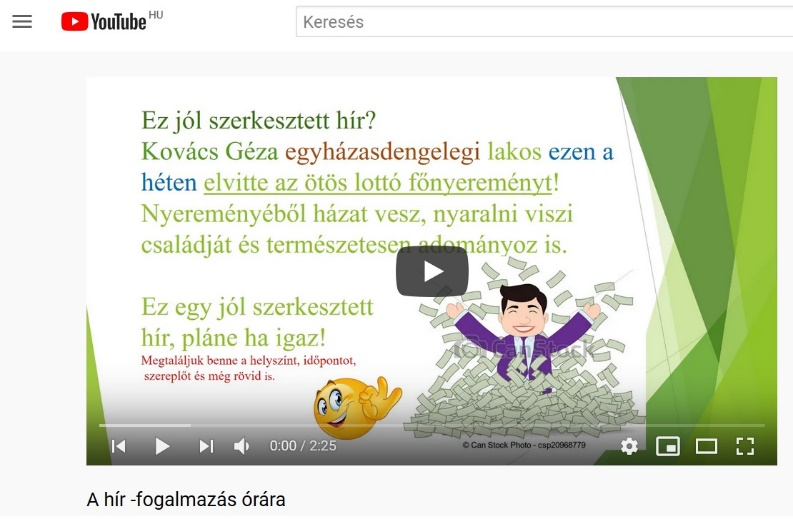 YouTube HU
Keresés
Ez jól szerkesztett hír?
Kovács Géza egyházasdengelegi lakos ezen a
héten elvitte az ötös lottó főnyereményt!
Nyereményéből házat vesz, nyaralni viszi
családját és természetesen adományoz is.
Ez egy jól szerkesztett
hír, pláne ha igaz!
Megtaláljuk benne a helyszínt, időpontot,
szereplőt és még rövid is.
CanStock
© Can Stock Photo - csp20968779
0:00 / 2:25
A hír -fogalmazás órára